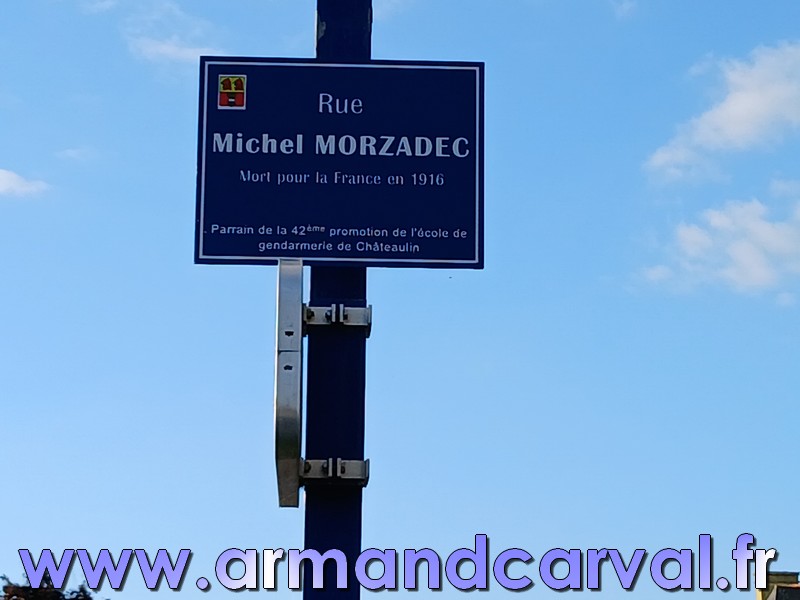 Rue
Michel MORZADEC
Mort pour la France en 1916
Parrain de la 42ème promotion de l'école de
gendarmerie de Châteaulin
www.armandcarval.fr